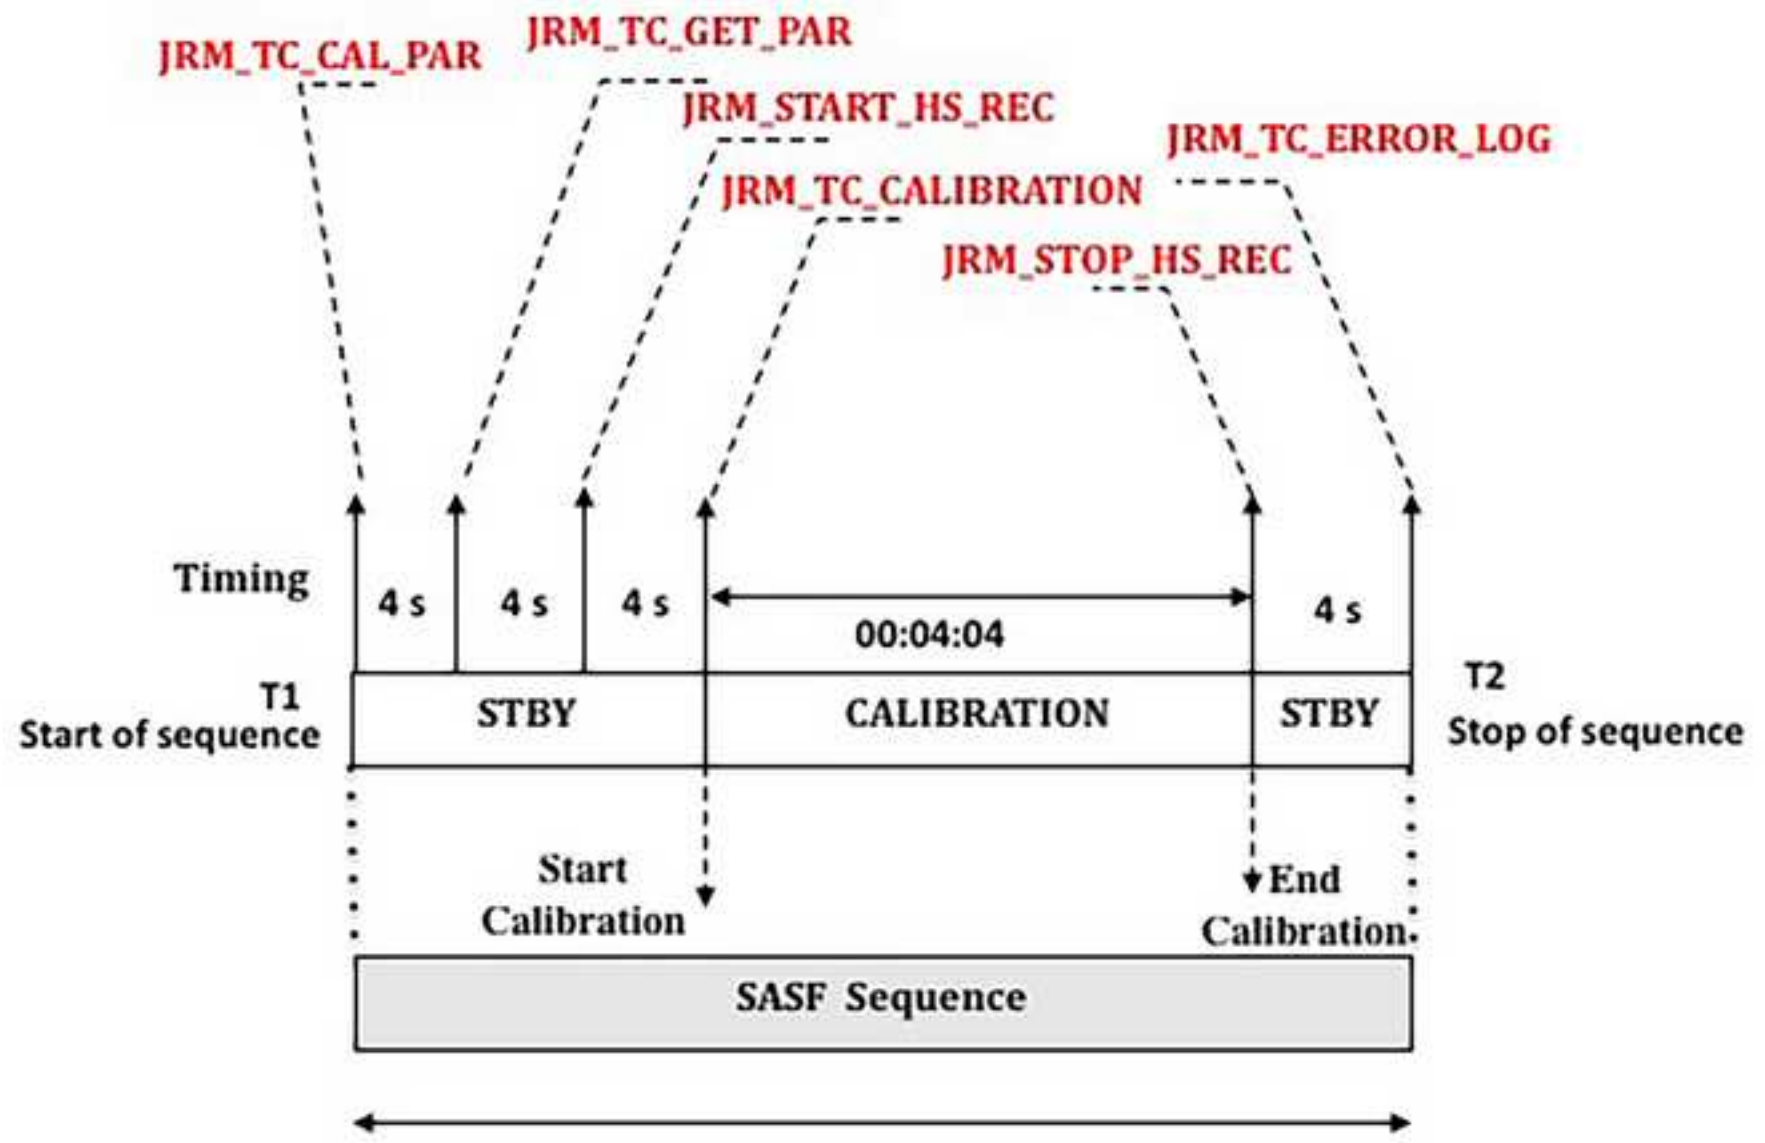 JRM_TC_CAL_PAR
JRM_TC_GET_PAR
JRM_START_HS_REC
JRM_TC_ERROR_LOG
JRM_TC_CALIBRATION
JRM_STOP_HS_REC
Timing
4 s
4 s
4 s
00:04:04
4 s
T1
Start of sequence
STBY
CALIBRATION
STBY
T2
Stop of sequence
Start
Calibration
End
Calibration
SASF Sequence